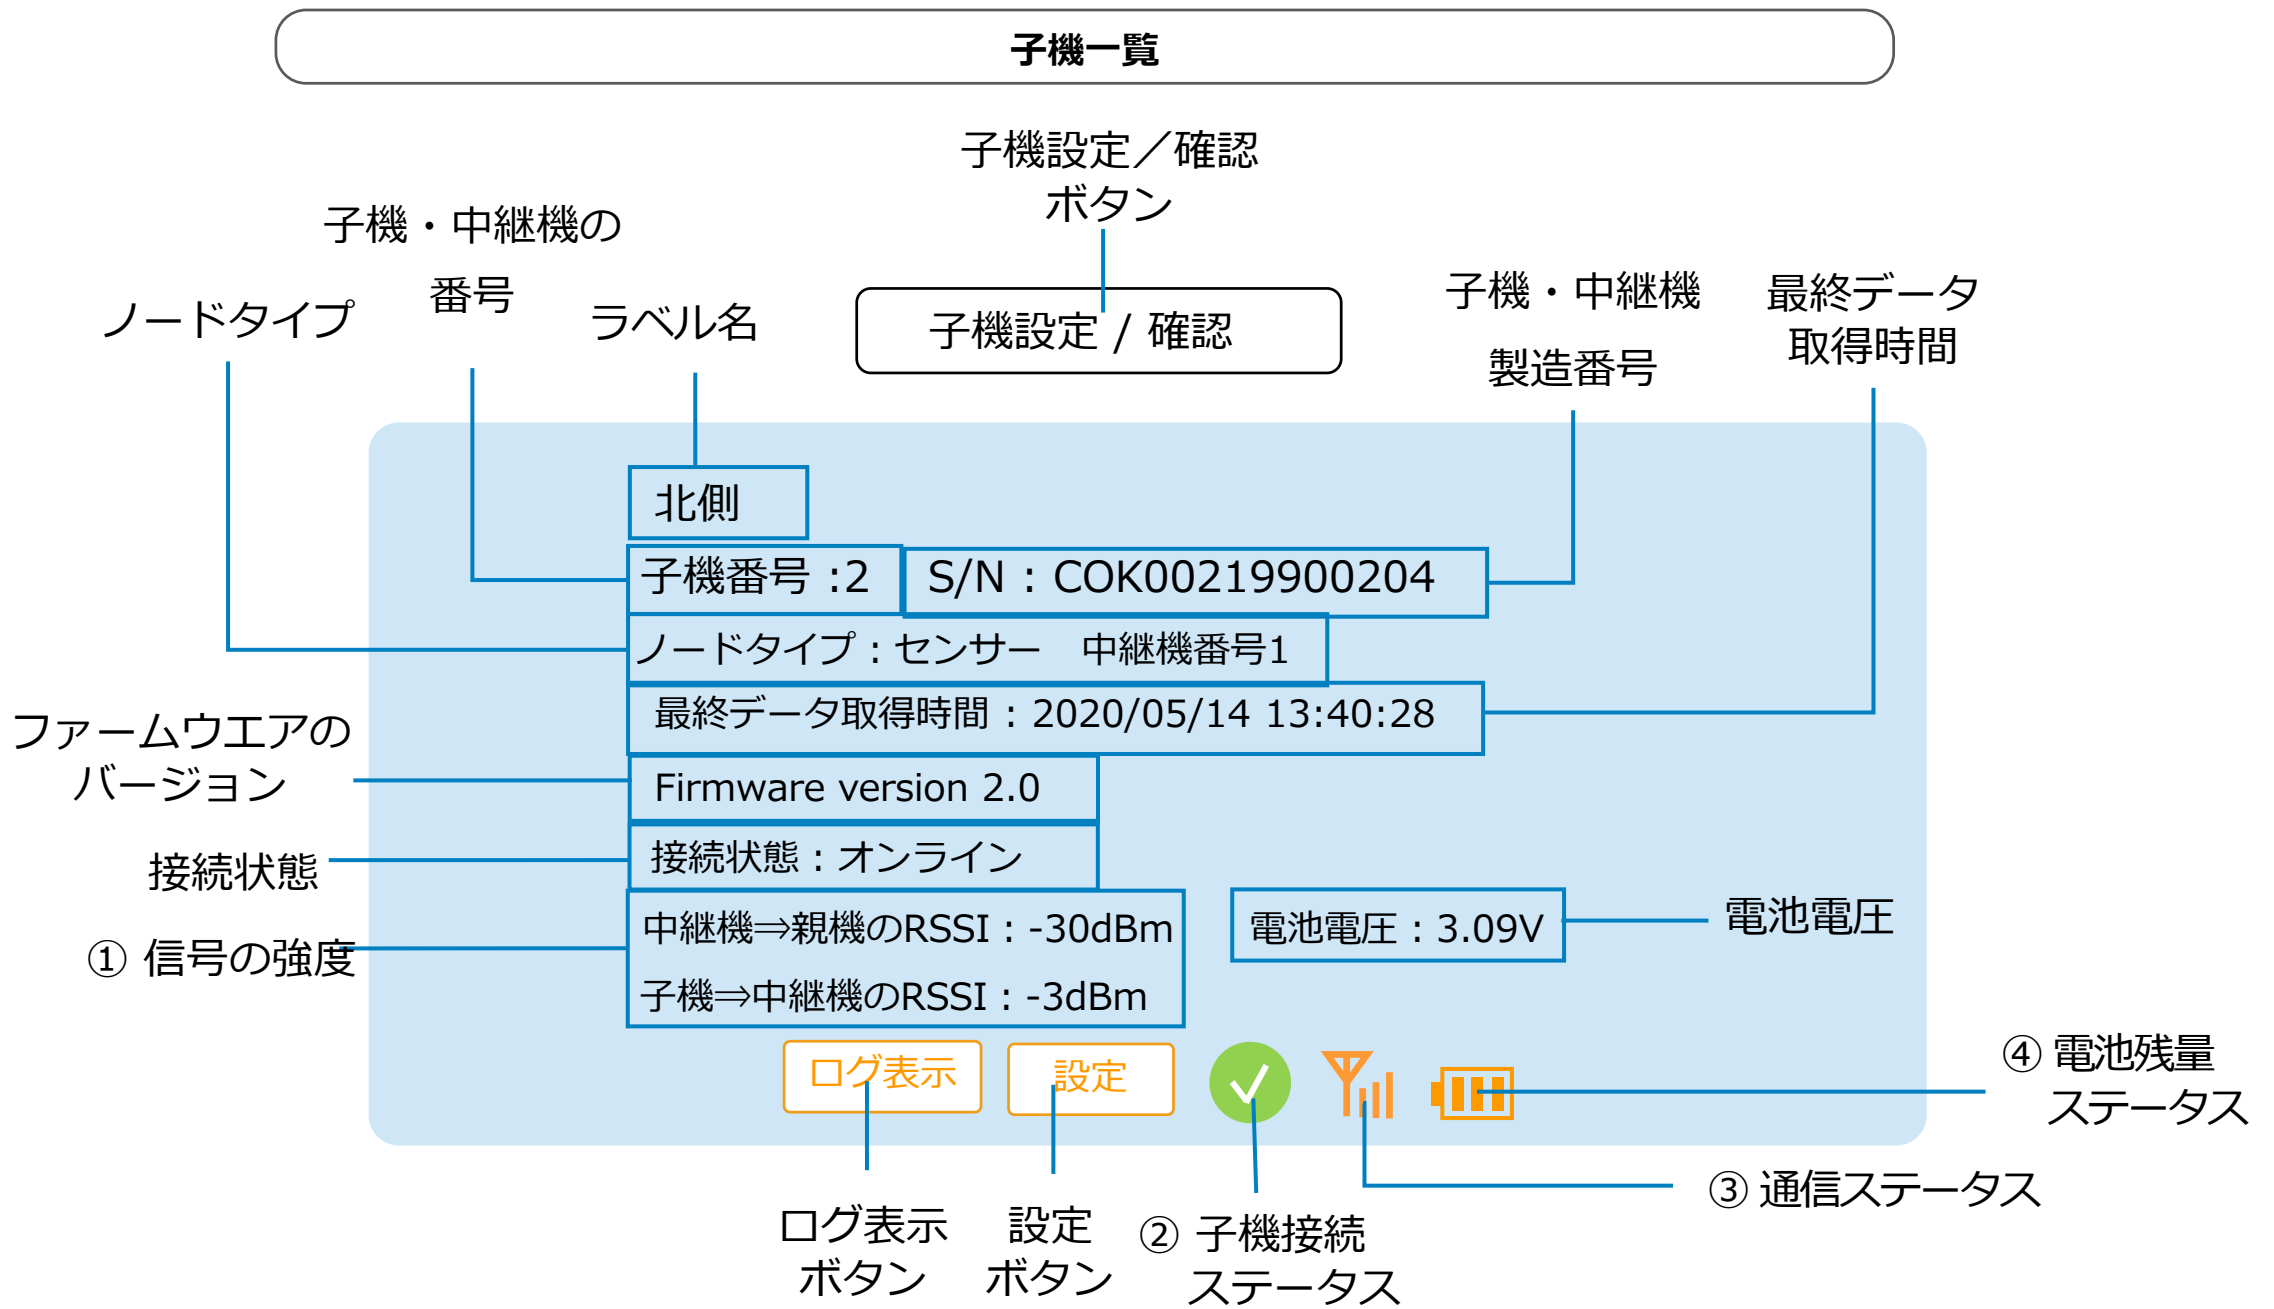 子機一覧
子機設定／確認
ボタン
子機・中継機の
番号
ノードタイプ
ラベル名
子機設定 / 確認
子機・中継機
製造番号
最終データ
取得時間
北側
子機番号 :2
S/N : COK00219900204
ノードタイプ : センサー　中継機番号1
最終データ取得時間 : 2020/05/14 13:40:28
ファームウエアの
バージョン
Firmware version 2.0
接続状態
接続状態 : オンライン
① 信号の強度
中継機⇒親機のRSSI : -30dBm
子機⇒中継機のRSSI : -3dBm
電池電圧 : 3.09V
電池電圧
ログ表示
設定
④ 電池残量
ステータス
③ 通信ステータス
ログ表示
ボタン
設定
ボタン
② 子機接続
ステータス